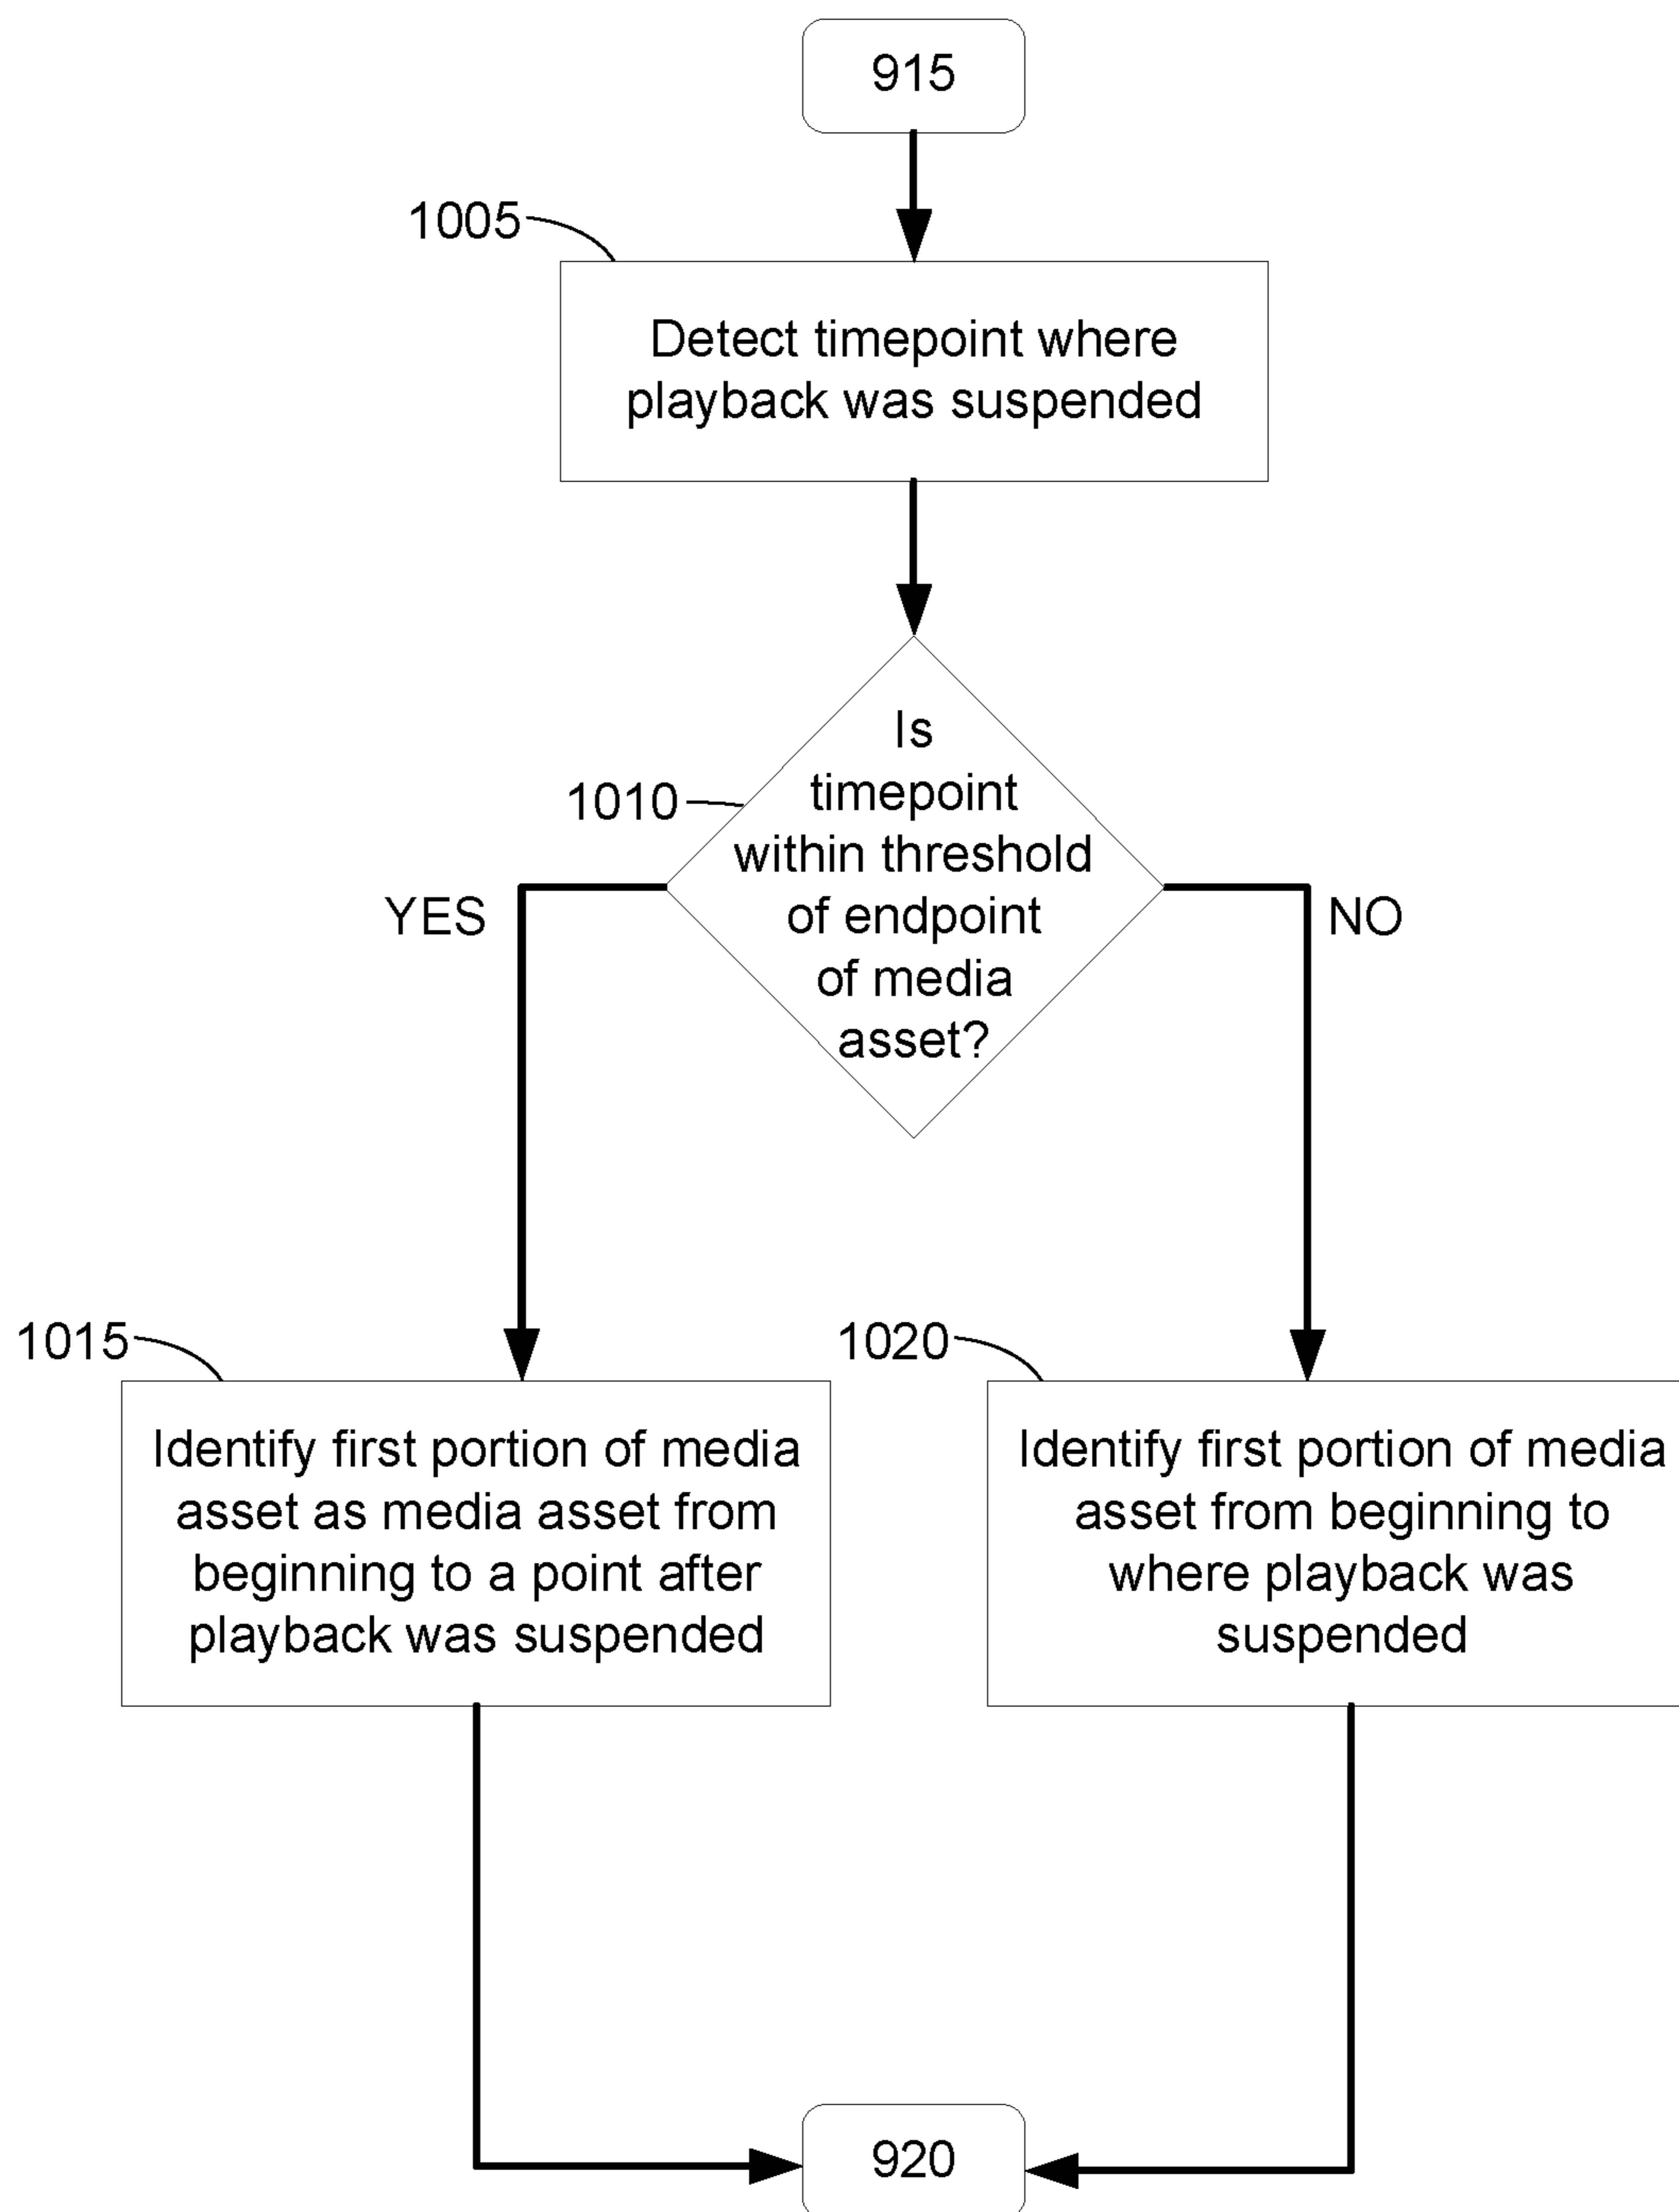 915
1005
Detect timepoint where
playback was suspended
1010
Is
timepoint
within threshold
of endpoint
of media
asset?
YES
NO
1015
Identify first portion of media
asset as media asset from
beginning to a point after
playback was suspended
1020
Identify first portion of media
asset from beginning to
where playback was
suspended
920